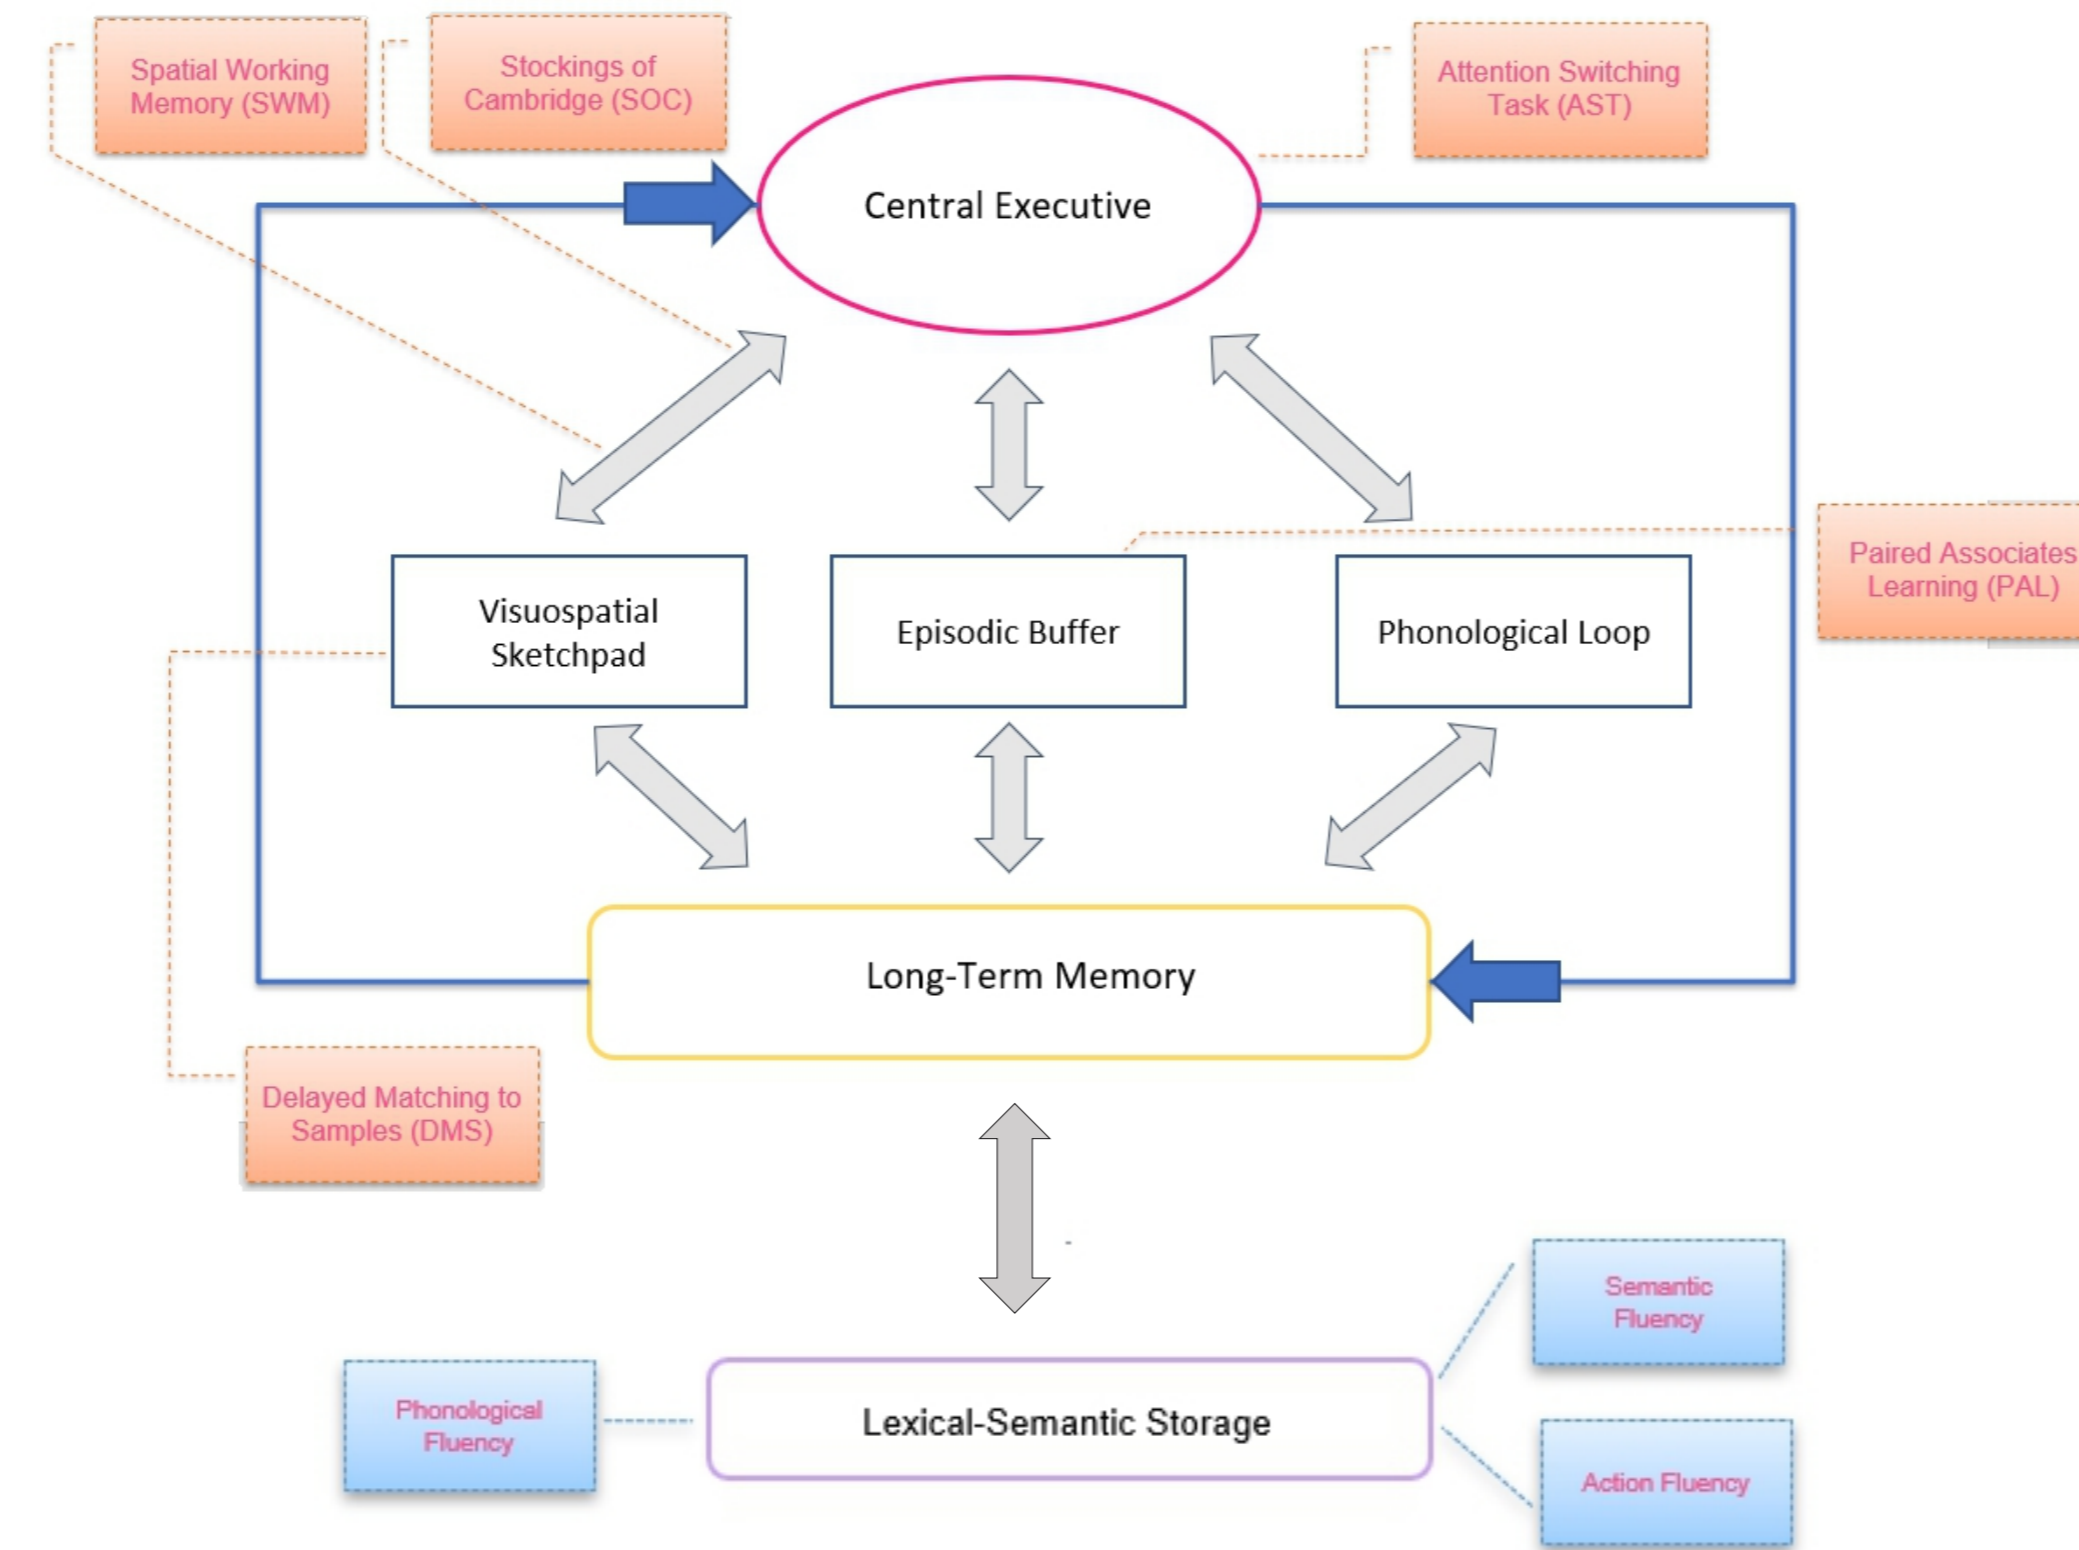 Spatial Working
Memory (SWM)
Stockings of
Cambridge (SOC)
Attention Switching
Task (AST)
Central Executive
Paired Associates
Learning (PAL)
Visuospatial
Sketchpad
Episodic Buffer
Phonological Loop
Long-Term Memory
Delayed Matching to
Samples (DMS)
-
Semantic
Fluency
Phonological
Fluency
Lexical-Semantic Storage
Action Fluency